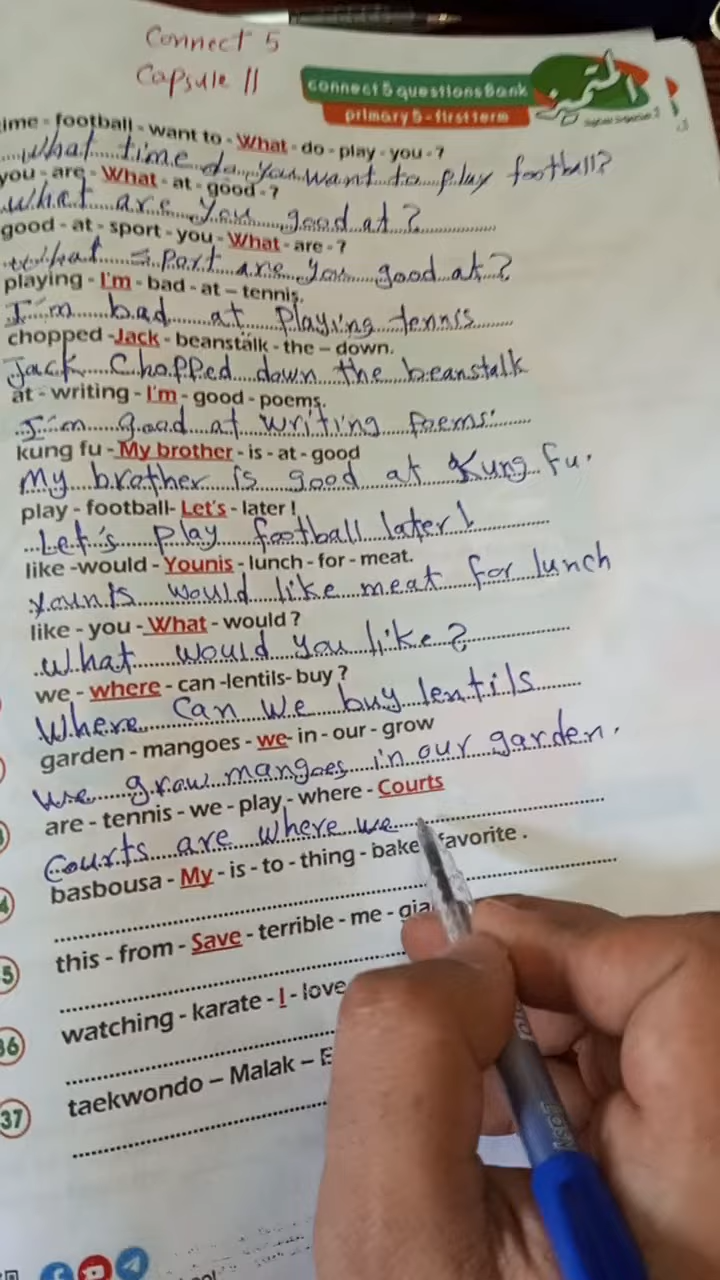 Connect 5
Capsule 11
connect 5 questions Bank
primary 5 - first term
المتميز
ime - football - want to - What - do - play - you - ?
What time do you want to play football?
you - are - What - at - good - ?
What are you good at?
good - at - sport - you - What - are - ?
What sport are you good at?
playing - I'm - bad - at – tennis.
I'm bad at playing tennis
chopped -Jack - beanstalk - the – down.
Jack Chopped down the beanstalk
at - writing - I'm - good - poems.
I'm good at writing Poems.
kung fu - My brother - is - at - good
My brother is good at Kung fu.
play - football- Let's - later !
Let's play football later!
like -would - Younis - lunch - for - meat.
younis would like meat for lunch
like - you - What - would ?
What would you like?
we - where - can -lentils- buy ?
Where can we buy lentils
garden - mangoes - we- in - our - grow
We grow mangoes in our garden.
are - tennis - we - play - where - Courts
Courts are where we
4 basbousa - My - is - to - thing - bake favorite .
5 this - from - Save - terrible - me - gia
36 watching - karate - I - love
37 taekwondo – Malak – E